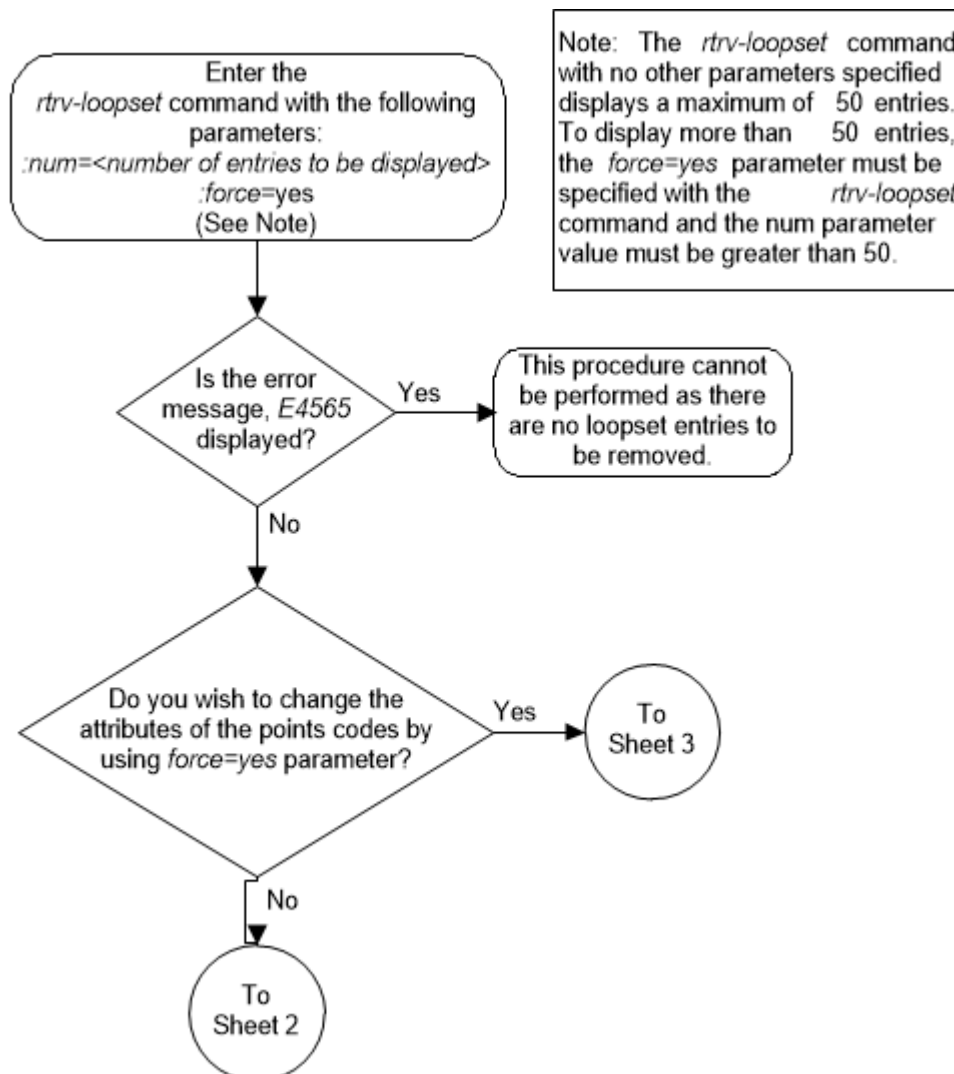 Enter the
rtrv-loopset command with the following
parameters:
:num=<number of entries to be displayed>
:force=yes
(See Note)
Note: The rtrv-loopset command
with no other parameters specified
displays a maximum of 50 entries.
To display more than 50 entries,
the force=yes parameter must be
specified with the rtrv-loopset
command and the num parameter
value must be greater than 50.
Is the error
message, E4565
displayed?
Yes
This procedure cannot
be performed as there
are no loopset entries to
be removed.
No
Do you wish to change the
attributes of the points codes by
using force=yes parameter?
Yes
To
Sheet 3
No
To
Sheet 2